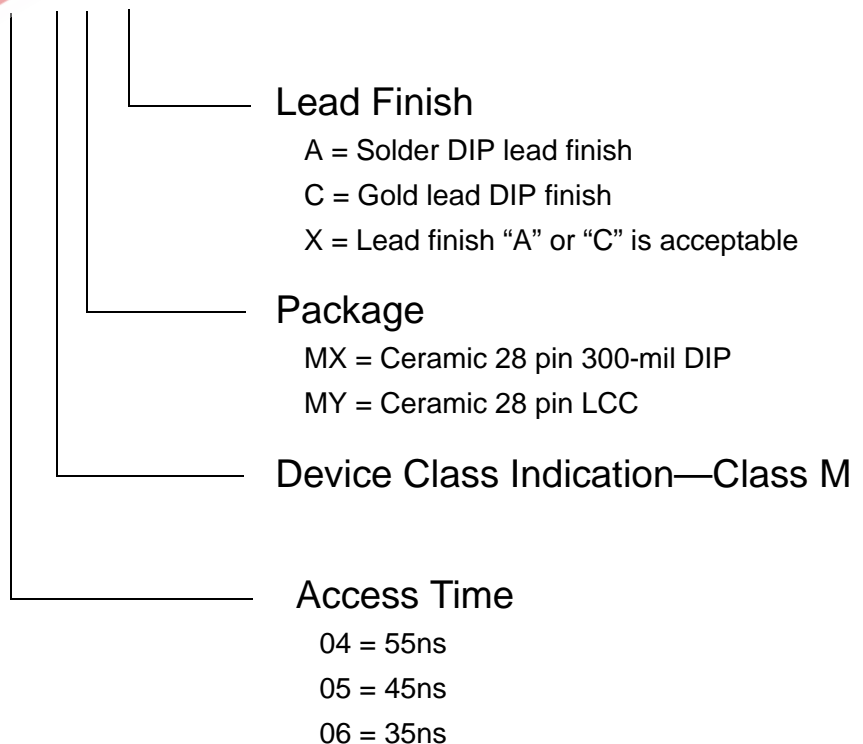 Lead Finish
A = Solder DIP lead finish
C = Gold lead DIP finish
X = Lead finish “A” or “C” is acceptable
Package
MX = Ceramic 28 pin 300-mil DIP
MY = Ceramic 28 pin LCC
Device Class Indication—Class M
Access Time
04 = 55ns
05 = 45ns
06 = 35ns